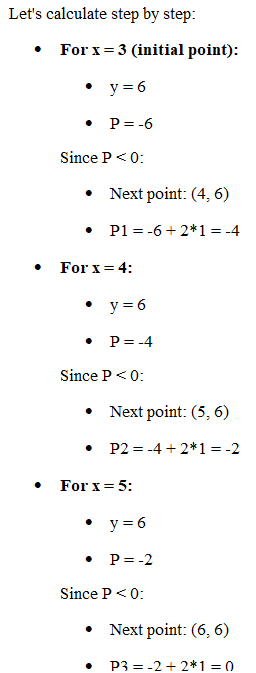 Let's calculate step by step:
• For x = 3 (initial point):
• y = 6
• P = -6
Since P < 0:
• Next point: (4, 6)
• P1 = -6 + 2*1 = -4
• For x = 4:
• y = 6
• P = -4
Since P < 0:
• Next point: (5, 6)
• P2 = -4 + 2*1 = -2
• For x = 5:
• y = 6
• P = -2
Since P < 0:
• Next point: (6, 6)
• P3 = -2 + 2*1 = 0